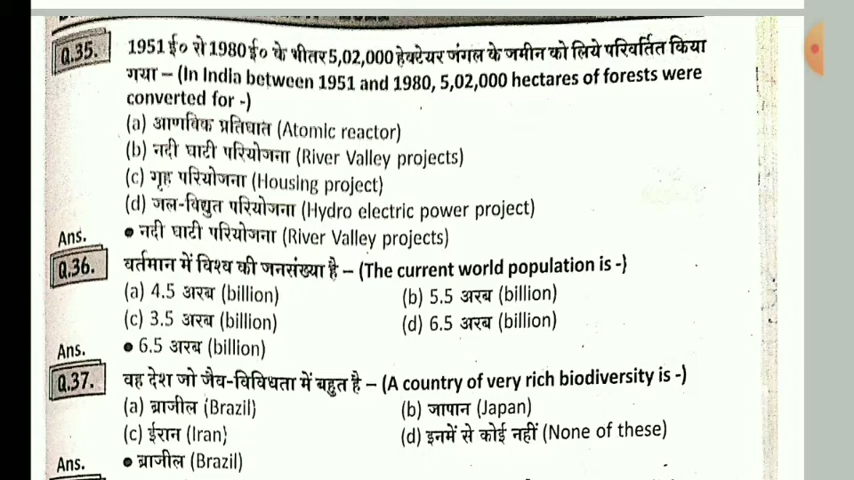 Q.35. 1951 ई० से 1980 ई० के भीतर 5,02,000 हेक्टेयर जंगल के जमीन को लिये परिवर्तित किया
गया – (In India between 1951 and 1980, 5,02,000 hectares of forests were
converted for -)
(a) आणविक प्रतिघात (Atomic reactor)
(b) नदी घाटी परियोजना (River Valley projects)
(c) गृह परियोजना (Housing project)
(d) जल-विद्युत परियोजना (Hydro electric power project)
Ans. • नदी घाटी परियोजना (River Valley projects)
Q.36. वर्तमान में विश्व की जनसंख्या है – (The current world population is -)
(a) 4.5 अरब (billion) (b) 5.5 अरब (billion)
(c) 3.5 अरब (billion) (d) 6.5 अरब (billion)
Ans. • 6.5 अरब (billion)
Q.37. वह देश जो जैव-विविधता में बहुत है – (A country of very rich biodiversity is -)
(a) ब्राजील (Brazil) (b) जापान (Japan)
(c) ईरान (Iran) (d) इनमें से कोई नहीं (None of these)
Ans. • ब्राजील (Brazil)